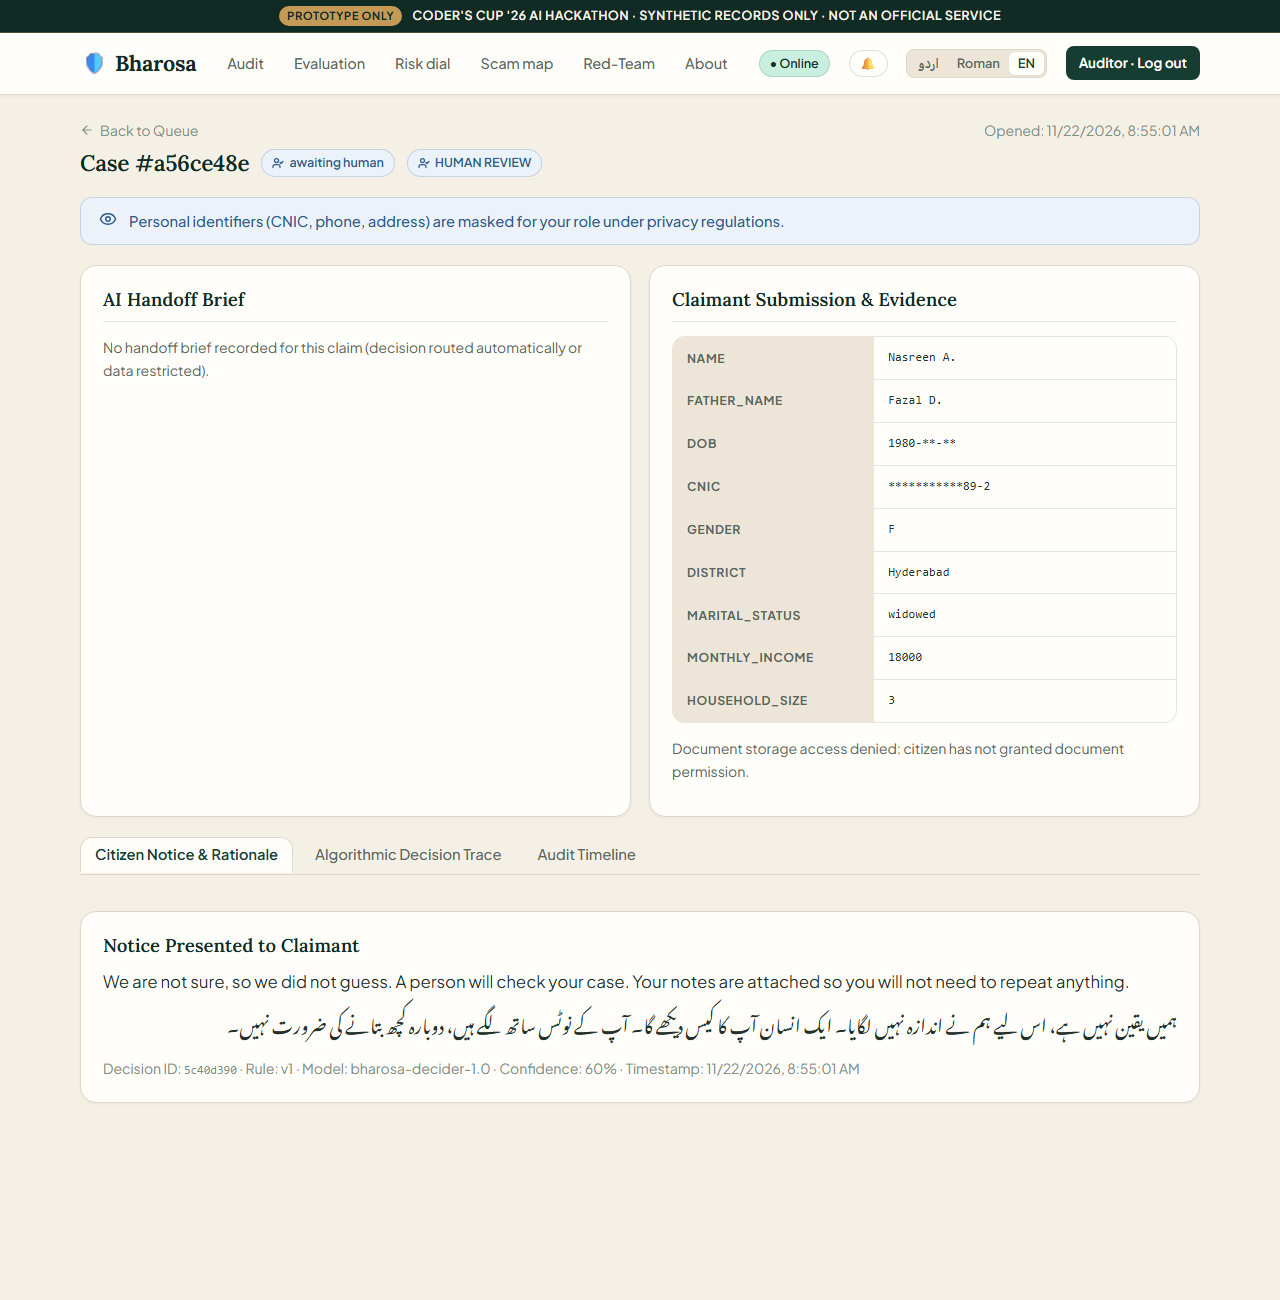 PROTOTYPE ONLY CODER'S CUP '26 AI HACKATHON · SYNTHETIC RECORDS ONLY · NOT AN OFFICIAL SERVICE
Bharosa Audit Evaluation Risk dial Scam map Red-Team About ● Online اردو Roman EN Auditor · Log out
← Back to Queue Opened: 11/22/2026, 8:55:01 AM
Case #a56ce48e awaiting human HUMAN REVIEW
Personal identifiers (CNIC, phone, address) are masked for your role under privacy regulations.
AI Handoff Brief
No handoff brief recorded for this claim (decision routed automatically or
data restricted).
Claimant Submission & Evidence
NAME Nasreen A.
FATHER_NAME Fazal D.
DOB 1980-**-**
CNIC ***********89-2
GENDER F
DISTRICT Hyderabad
MARITAL_STATUS widowed
MONTHLY_INCOME 18000
HOUSEHOLD_SIZE 3
Document storage access denied: citizen has not granted document
permission.
Citizen Notice & Rationale Algorithmic Decision Trace Audit Timeline
Notice Presented to Claimant
We are not sure, so we did not guess. A person will check your case. Your notes are attached so you will not need to repeat anything.
ہمیں یقین نہیں ہے، اس لیے ہم نے اندازہ نہیں لگایا۔ ایک انسان آپ کا کیس دیکھے گا۔ آپ کے نوٹس ساتھ لگے ہیں، دوبارہ کچھ بتانے کی ضرورت نہیں۔
Decision ID: 5c40d390 · Rule: v1 · Model: bharosa-decider-1.0 · Confidence: 60% · Timestamp: 11/22/2026, 8:55:01 AM